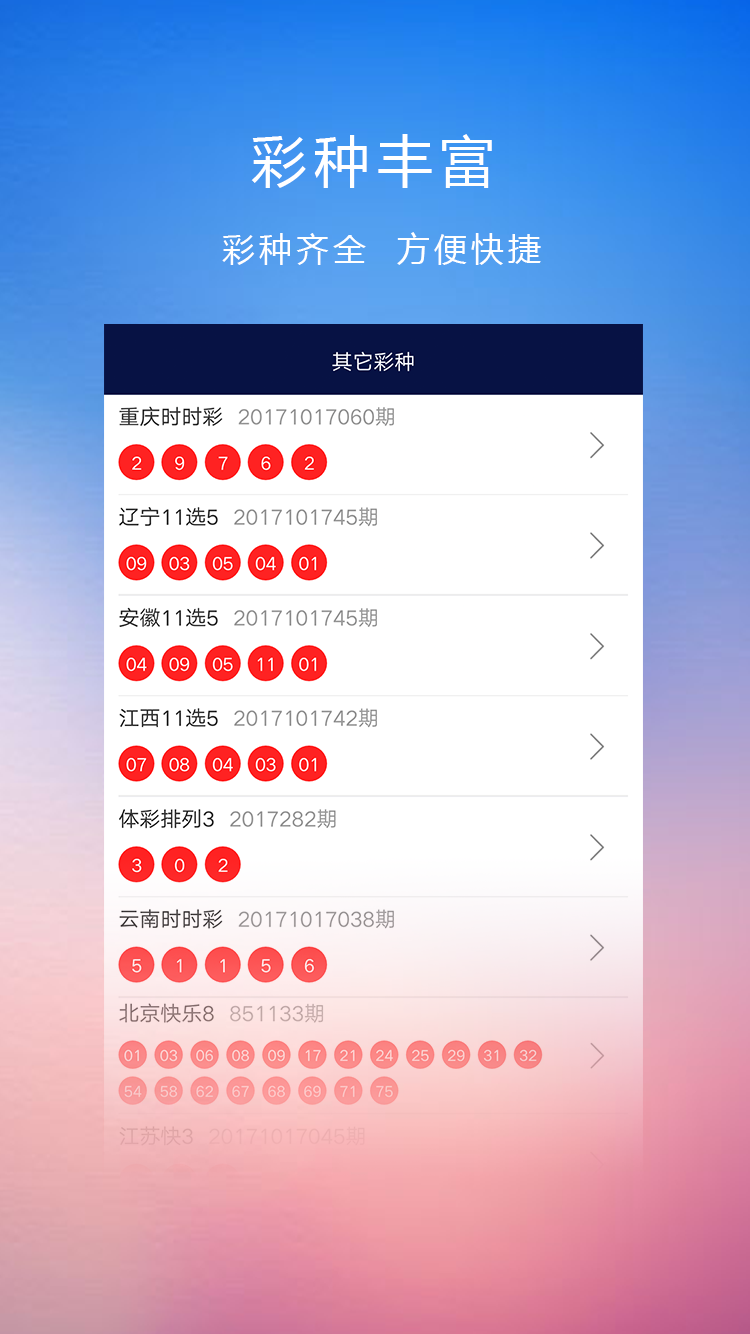 彩种丰富
彩种齐全 方便快捷
其它彩种
重庆时时彩 20171017060期
2 9 7 6 2
辽宁11选5 2017101745期
09 03 05 04 01
安徽11选5 2017101745期
04 09 05 11 01
江西11选5 2017101742期
07 08 04 03 01
体彩排列3 2017282期
3 0 2
云南时时彩 20171017038期
5 1 1 5 6
北京快乐8 851133期
01 03 06 08 09 17 21 24 25 29 31 32
54 58 62 67 68 69 71 75
江苏快3 20171017045期